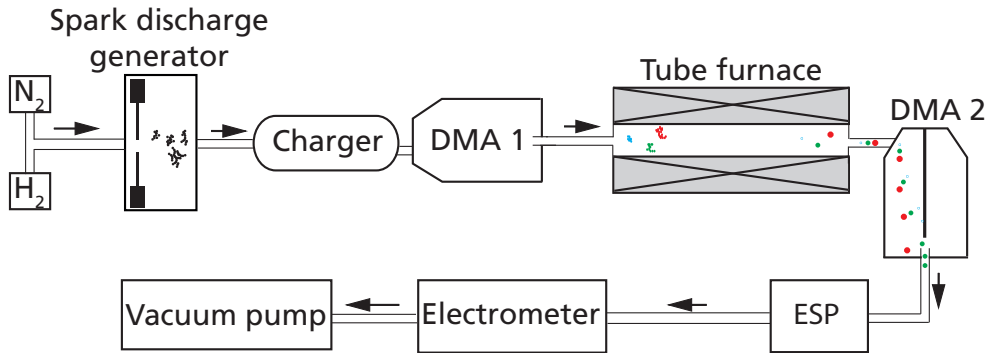 Spark discharge
generator
Tube furnace
DMA 2
N₂
Charger
DMA 1
H₂
Vacuum pump
Electrometer
ESP